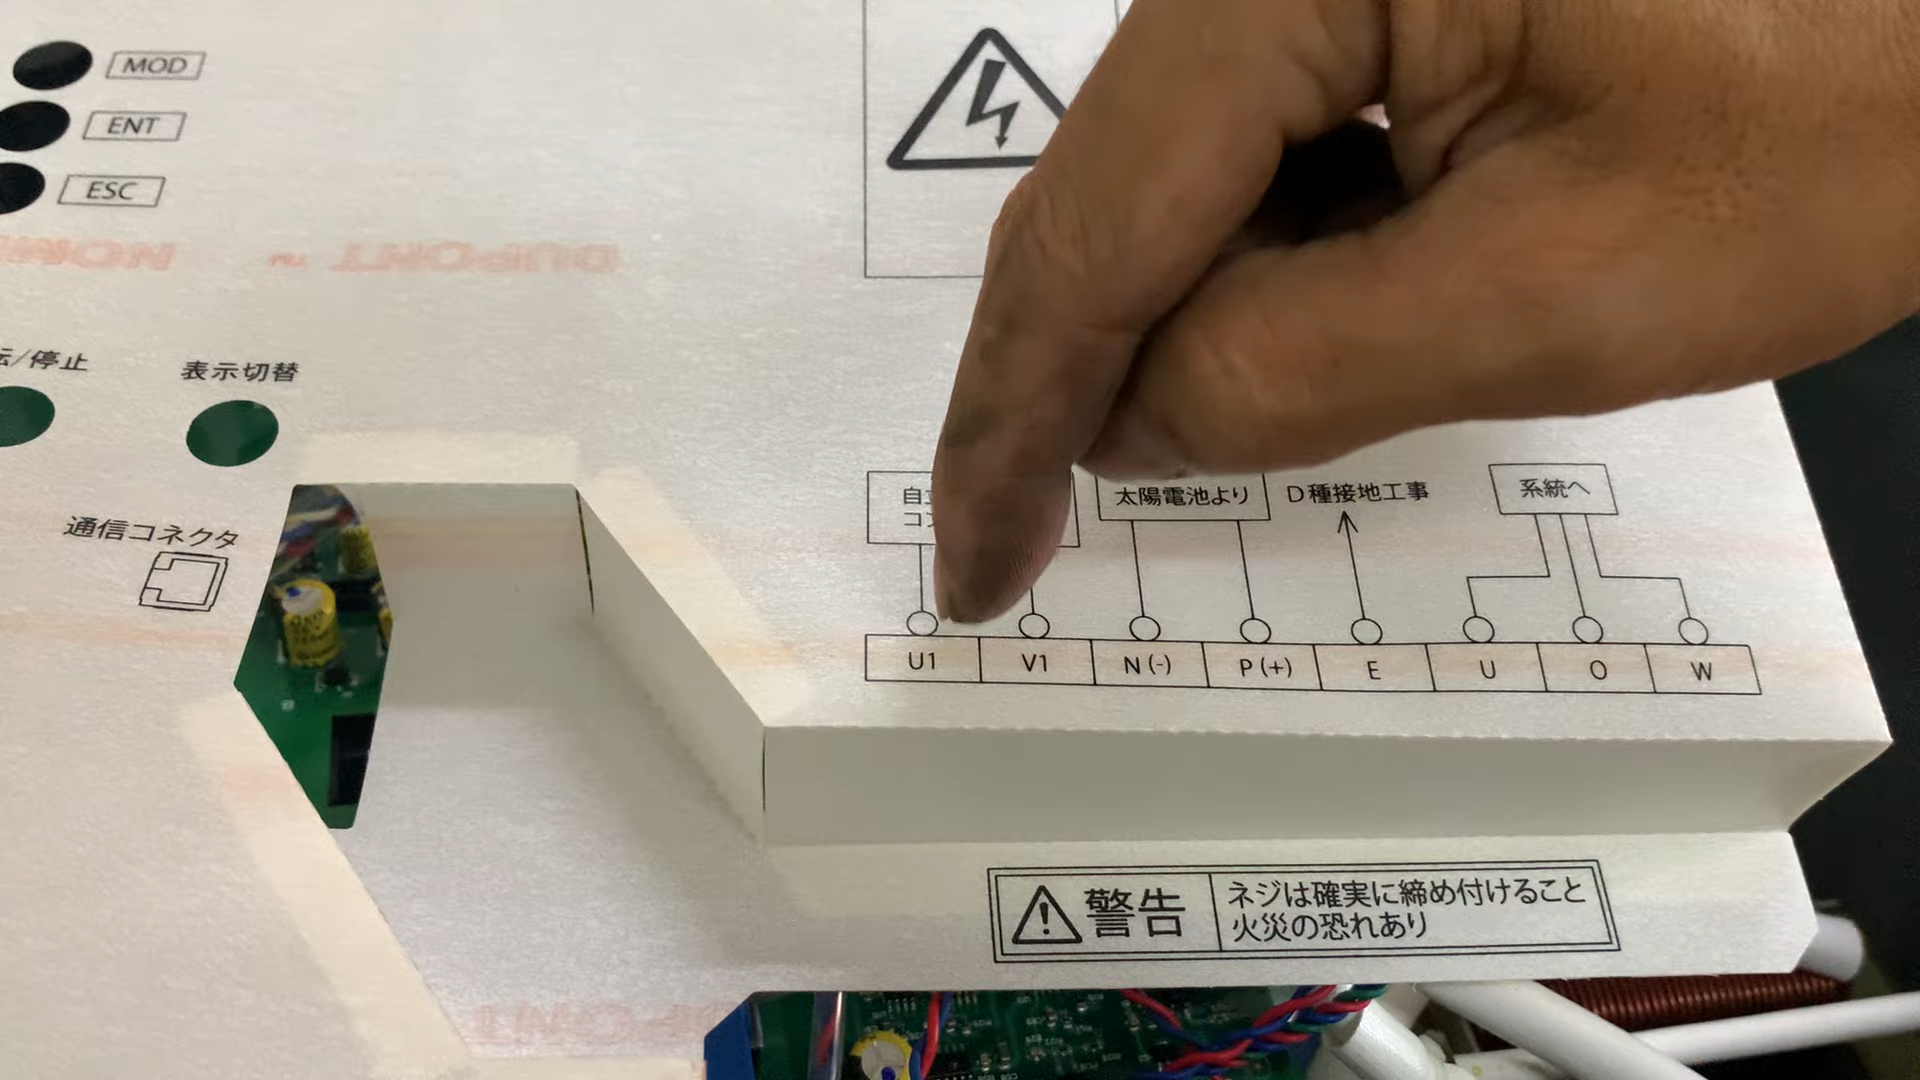 MOD
ENT
ESC
/停止
表示切替
通信コネクタ
自
コン
太陽電池より
D種接地工事
系統へ
U1
V1
N(-)
P(+)
E
U
O
W
警告
ネジは確実に締め付けること
火災の恐れあり